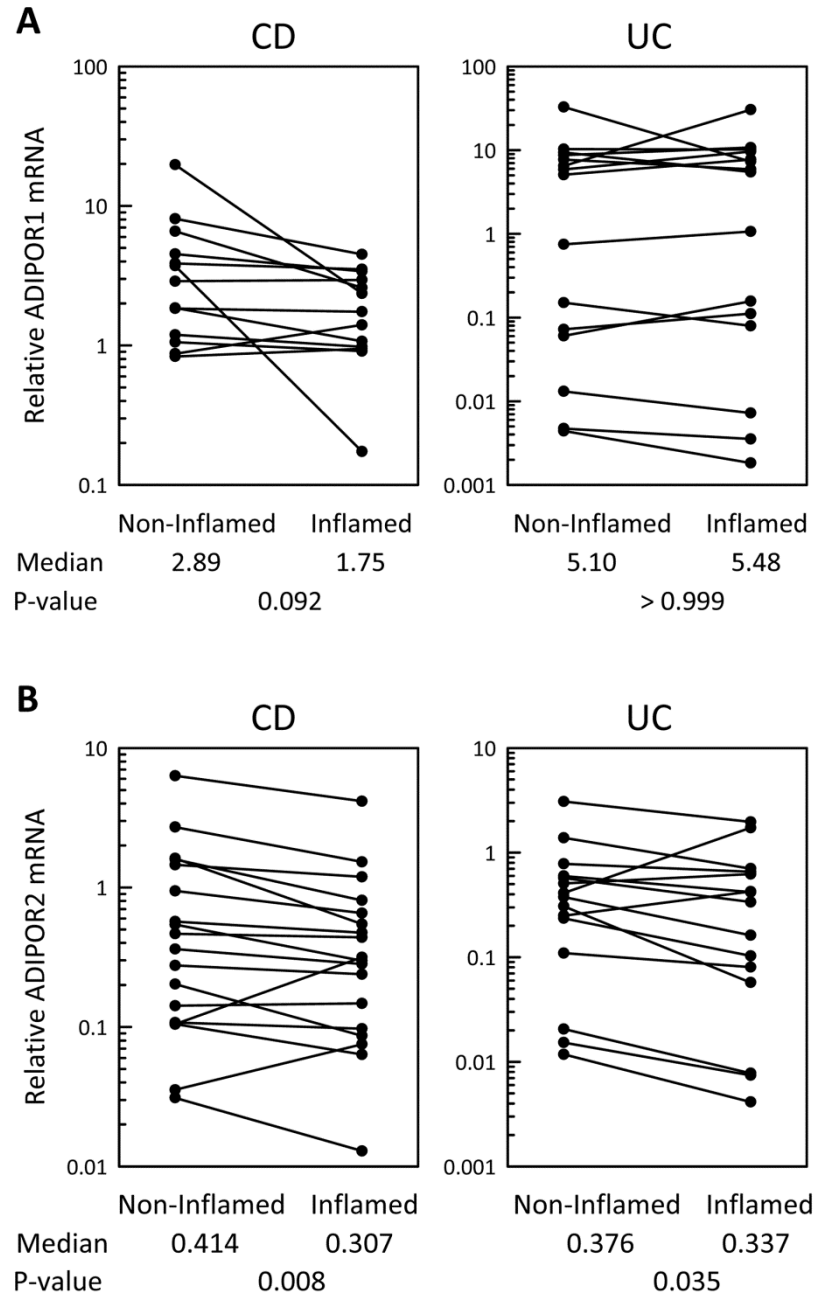 A
CD UC
Relative ADIPOR1 mRNA
100 100
10 10
1 1
0.1 0.1
0.01
0.001
Non-Inflamed Inflamed Non-Inflamed Inflamed
Median 2.89 1.75 5.10 5.48
P-value 0.092 > 0.999
B
CD UC
Relative ADIPOR2 mRNA
10 10
1 1
0.1 0.1
0.01 0.01
0.001
Non-Inflamed Inflamed Non-Inflamed Inflamed
Median 0.414 0.307 0.376 0.337
P-value 0.008 0.035